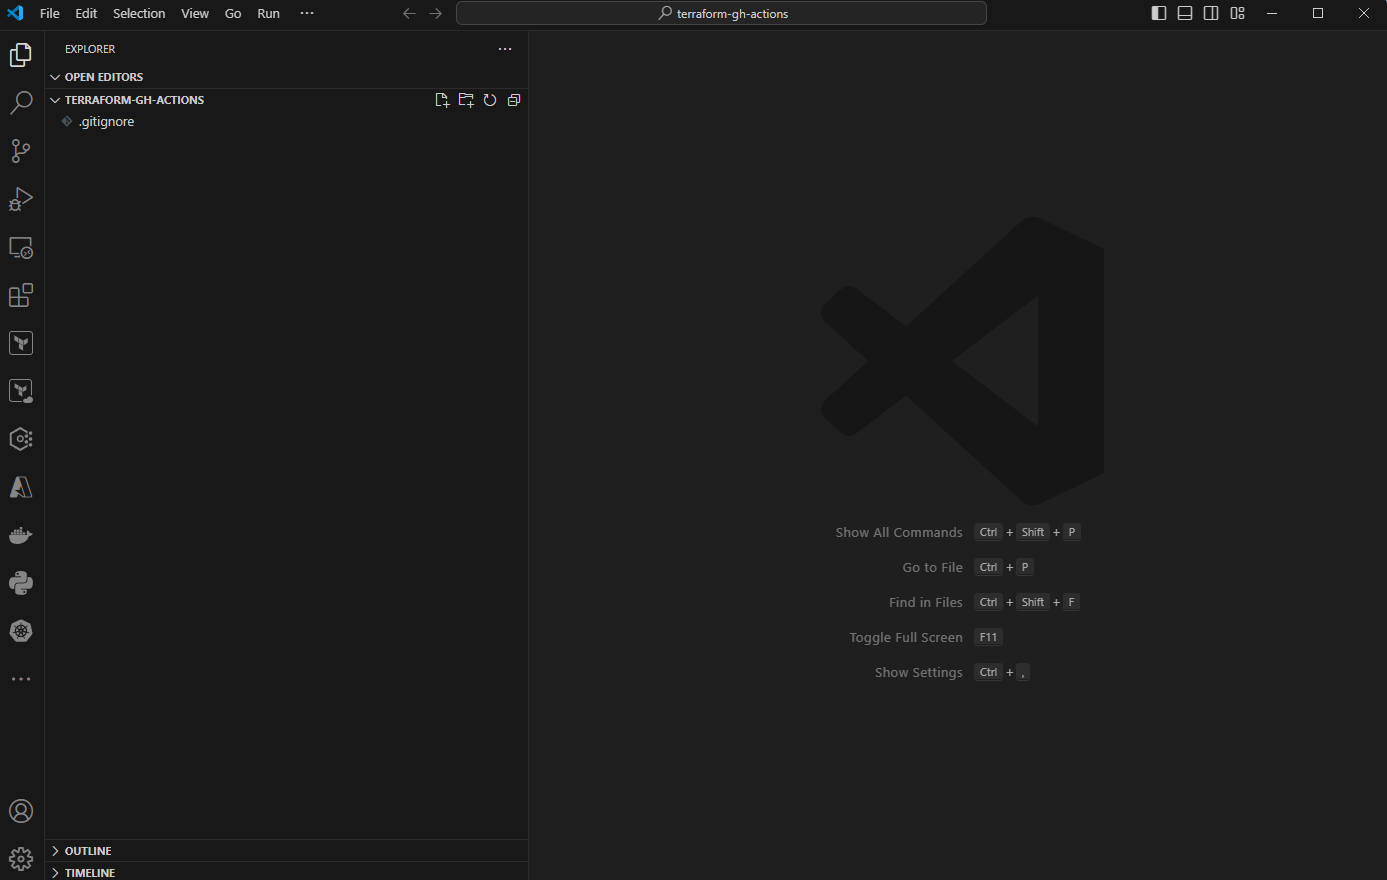 File Edit Selection View Go Run ···
terraform-gh-actions
EXPLORER
OPEN EDITORS
TERRAFORM-GH-ACTIONS
.gitignore
Show All Commands Ctrl + Shift + P
Go to File Ctrl + P
Find in Files Ctrl + Shift + F
Toggle Full Screen F11
Show Settings Ctrl + ,
OUTLINE
TIMELINE